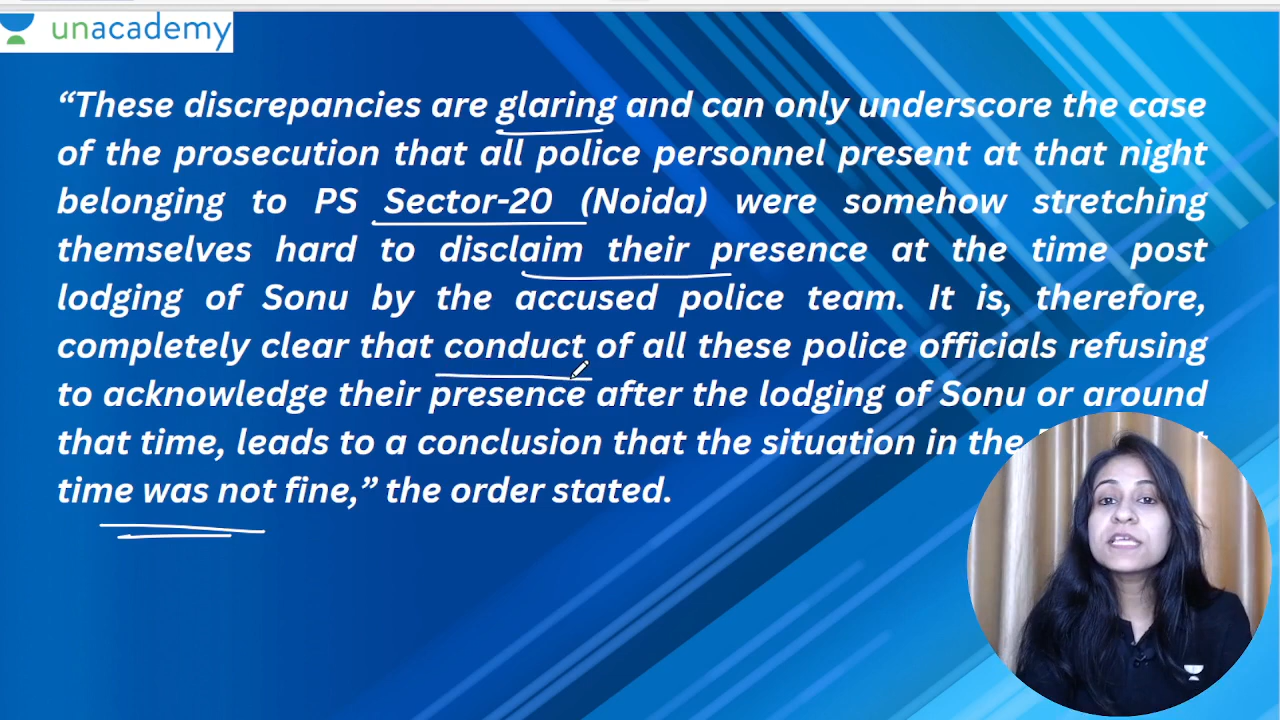 unacademy
“These discrepancies are glaring and can only underscore the case
of the prosecution that all police personnel present at that night
belonging to PS Sector-20 (Noida) were somehow stretching
themselves hard to disclaim their presence at the time post
lodging of Sonu by the accused police team. It is, therefore,
completely clear that conduct of all these police officials refusing
to acknowledge their presence after the lodging of Sonu or around
that time, leads to a conclusion that the situation in the
time was not fine,” the order stated.